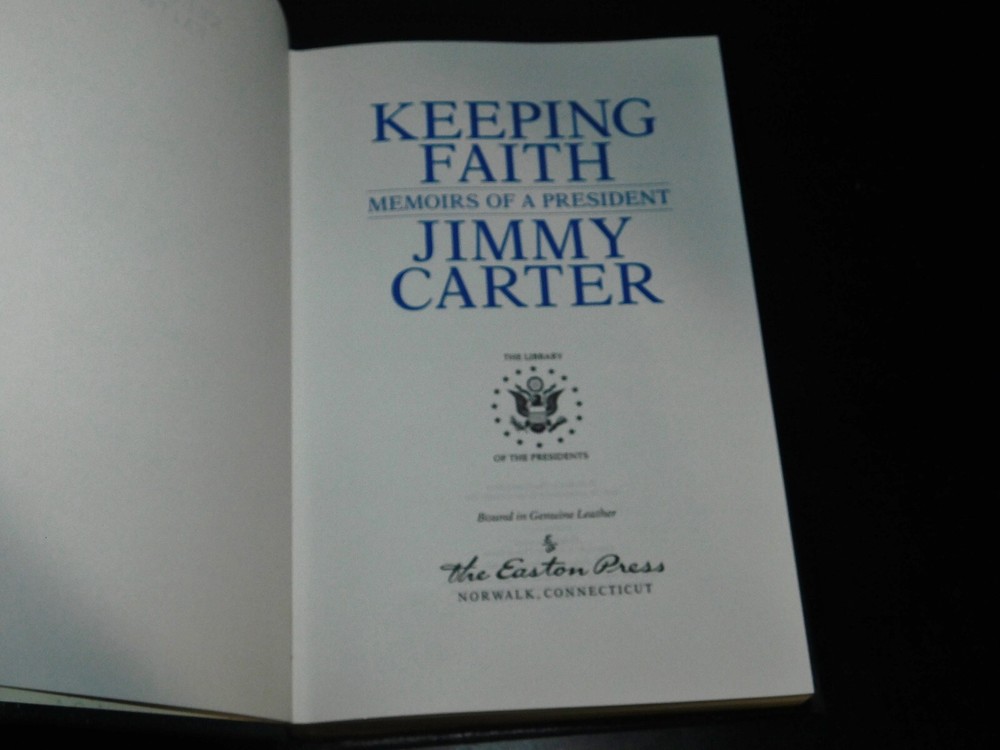 KEEPING
FAITH
MEMOIRS OF A PRESIDENT
JIMMY
CARTER
THE LIBRARY
OF THE PRESIDENTS
Bound in Genuine Leather
The Easton Press
NORWALK, CONNECTICUT